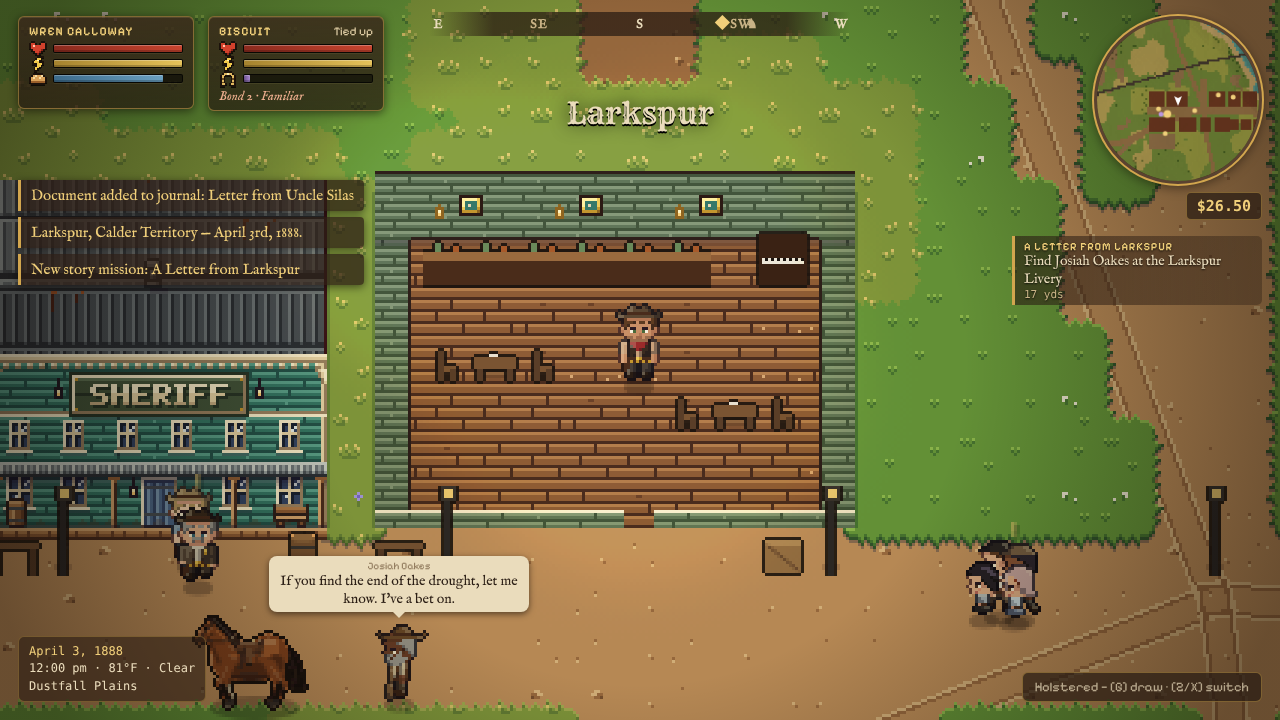 WREN CALLOWAY
BISCUIT
Tied up
Bond 2 · Familiar
E
SE
S
SW
W
Larkspur
$26.50
A LETTER FROM LARKSPUR
Find Josiah Oakes at the Larkspur
Livery
17 yds
Document added to journal: Letter from Uncle Silas
Larkspur, Calder Territory — April 3rd, 1888.
New story mission: A Letter from Larkspur
SHERIFF
Josiah Oakes
If you find the end of the drought, let me
know. I've a bet on.
April 3, 1888
12:00 pm · 81°F · Clear
Dustfall Plains
Holstered - [G] draw · [Z/X] switch